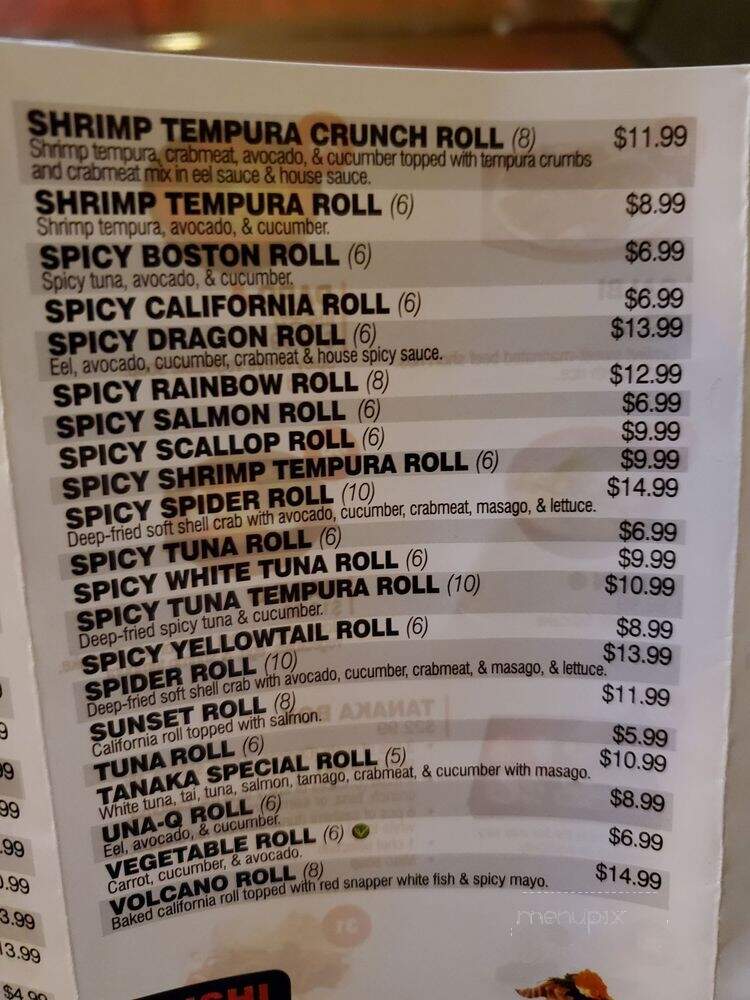 SHRIMP TEMPURA CRUNCH ROLL (8) $11.99
Shrimp tempura, crabmeat, avocado, & cucumber topped with tempura crumbs
and crabmeat mix in eel sauce & house sauce.
SHRIMP TEMPURA ROLL (6) $8.99
Shrimp tempura, avocado, & cucumber.
SPICY BOSTON ROLL (6) $6.99
Spicy tuna, avocado, & cucumber.
SPICY CALIFORNIA ROLL (6) $6.99
SPICY DRAGON ROLL (6) $13.99
Eel, avocado, cucumber, crabmeat & house spicy sauce.
SPICY RAINBOW ROLL (8) $12.99
SPICY SALMON ROLL (6) $6.99
SPICY SCALLOP ROLL (6) $9.99
SPICY SHRIMP TEMPURA ROLL (6) $9.99
SPICY SPIDER ROLL (10) $14.99
Deep-fried soft shell crab with avocado, cucumber, crabmeat, masago, & lettuce.
SPICY TUNA ROLL (6) $6.99
SPICY WHITE TUNA ROLL (6) $9.99
SPICY TUNA TEMPURA ROLL (10) $10.99
Deep-fried spicy tuna & cucumber.
SPICY YELLOWTAIL ROLL (6) $8.99
SPIDER ROLL (10) $13.99
Deep-fried soft shell crab with avocado, cucumber, crabmeat, & masago, & lettuce.
SUNSET ROLL (8) $11.99
California roll topped with salmon.
TUNA ROLL (6) $5.99
TANAKA SPECIAL ROLL (5) $10.99
White tuna, tai, tuna, salmon, tamago, crabmeat, & cucumber with masago.
UNA-Q ROLL (6) $8.99
Eel, avocado, & cucumber.
VEGETABLE ROLL (6) $6.99
Carrot, cucumber, & avocado.
VOLCANO ROLL (8) $14.99
Baked california roll topped with red snapper white fish & spicy mayo.
menupix